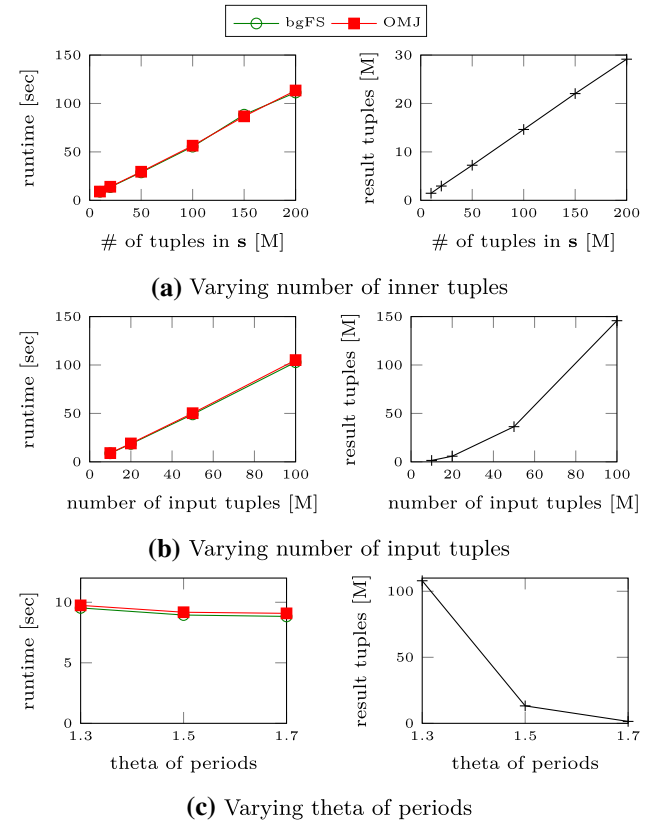 bgFS OMJ
150
100
50
0
runtime [sec]
0 50 100 150 200
# of tuples in s [M]
30
20
10
0
result tuples [M]
0 50 100 150 200
# of tuples in s [M]
(a) Varying number of inner tuples
150
100
50
0
runtime [sec]
0 20 40 60 80 100
number of input tuples [M]
150
100
50
0
result tuples [M]
0 20 40 60 80 100
number of input tuples [M]
(b) Varying number of input tuples
10
5
0
runtime [sec]
1.3 1.5 1.7
theta of periods
100
50
0
result tuples [M]
1.3 1.5 1.7
theta of periods
(c) Varying theta of periods